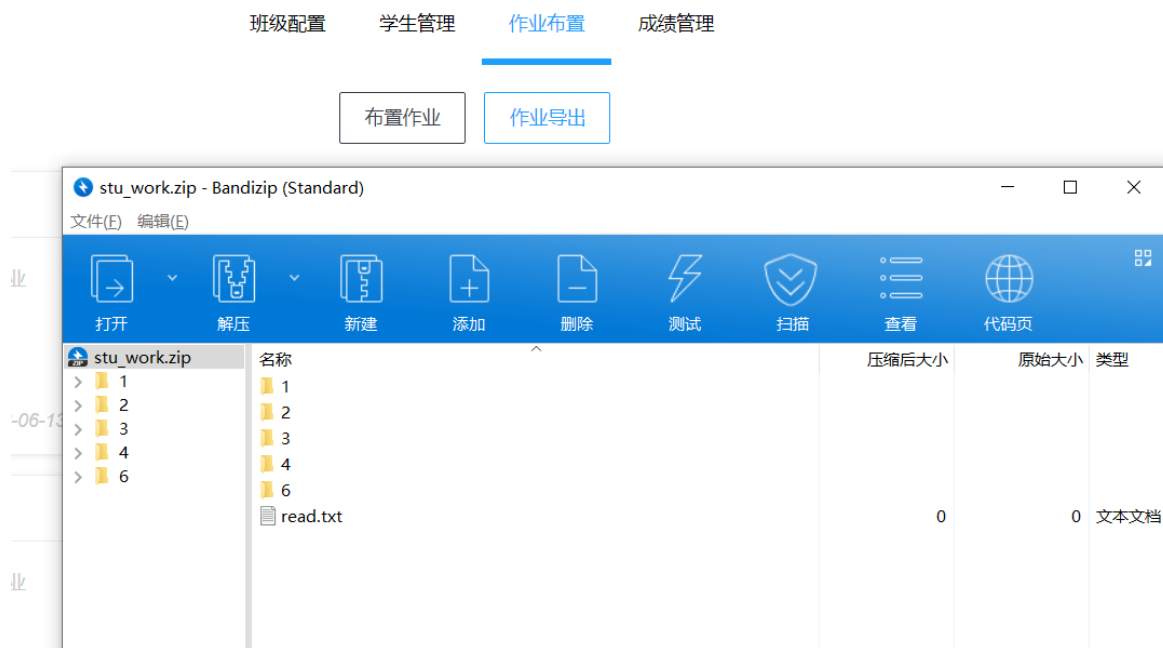 班级配置 学生管理 作业布置 成绩管理
布置作业 作业导出
stu_work.zip - Bandizip (Standard)
文件(F) 编辑(E)
打开 解压 新建 添加 删除 测试 扫描 查看 代码页
stu_work.zip 名称 压缩后大小 原始大小 类型
1
2
3
4
6
1
2
3
4
6
read.txt 0 0 文本文档
业
-06-13
业